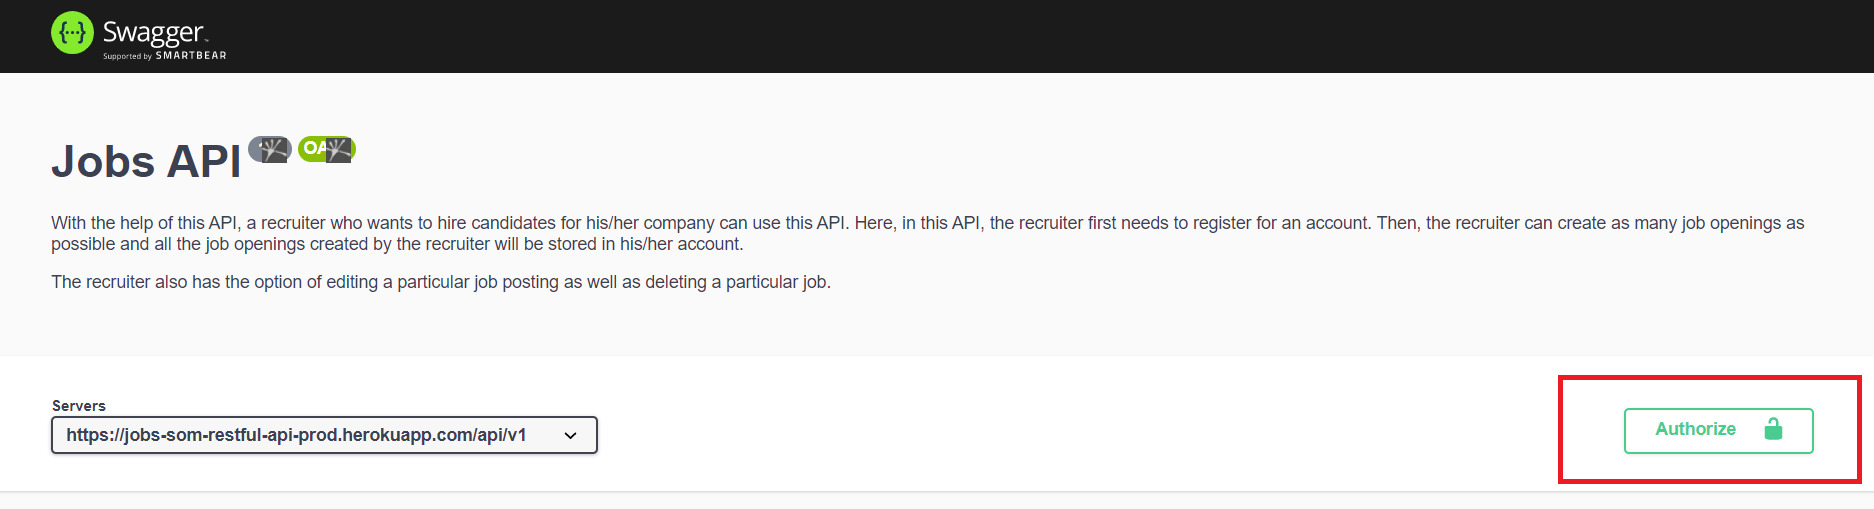 Swagger
Supported by SMARTBEAR
Jobs API
With the help of this API, a recruiter who wants to hire candidates for his/her company can use this API. Here, in this API, the recruiter first needs to register for an account. Then, the recruiter can create as many job openings as
possible and all the job openings created by the recruiter will be stored in his/her account.
The recruiter also has the option of editing a particular job posting as well as deleting a particular job.
Servers
https://jobs-som-restful-api-prod.herokuapp.com/api/v1
Authorize